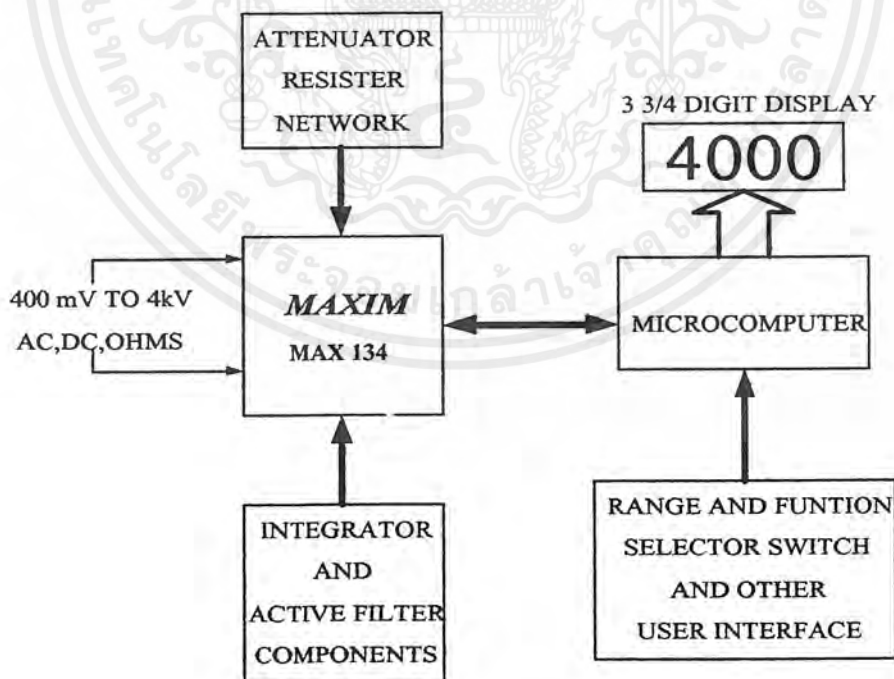 ATTENUATOR
RESISTER
NETWORK
3 3/4 DIGIT DISPLAY
4000
400 mV TO 4kV
AC,DC,OHMS
MAXIM
MAX 134
MICROCOMPUTER
INTEGRATOR
AND
ACTIVE FILTER
COMPONENTS
RANGE AND FUNTION
SELECTOR SWITCH
AND OTHER
USER INTERFACE